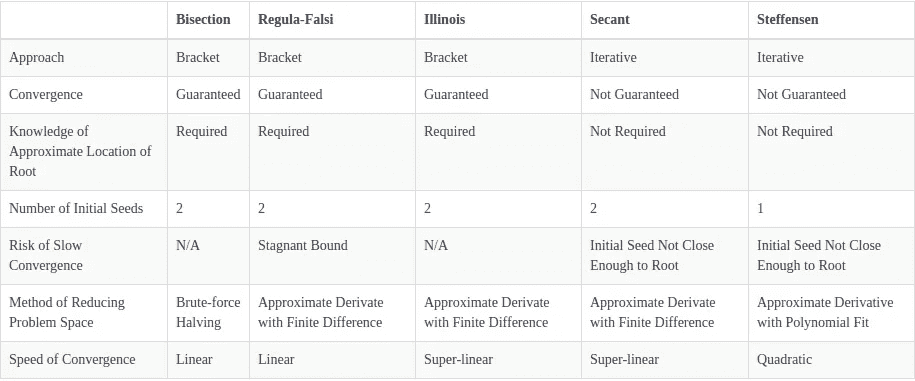 Bisection Regula-Falsi Illinois Secant Steffensen
Approach Bracket Bracket Bracket Iterative Iterative
Convergence Guaranteed Guaranteed Guaranteed Not Guaranteed Not Guaranteed
Knowledge of Required Required Required Not Required Not Required
Approximate Location of
Root
Number of Initial Seeds 2 2 2 2 1
Risk of Slow N/A Stagnant Bound N/A Initial Seed Not Close Initial Seed Not Close
Convergence Enough to Root Enough to Root
Method of Reducing Brute-force Approximate Derivate Approximate Derivate Approximate Derivate Approximate Derivative
Problem Space Halving with Finite Difference with Finite Difference with Finite Difference with Polynomial Fit
Speed of Convergence Linear Linear Super-linear Super-linear Quadratic